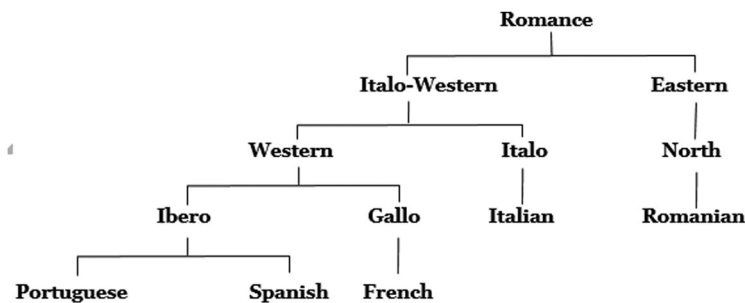 Romance
Italo-Western Eastern
Western Italo North
Ibero Gallo Italian Romanian
Portuguese Spanish French